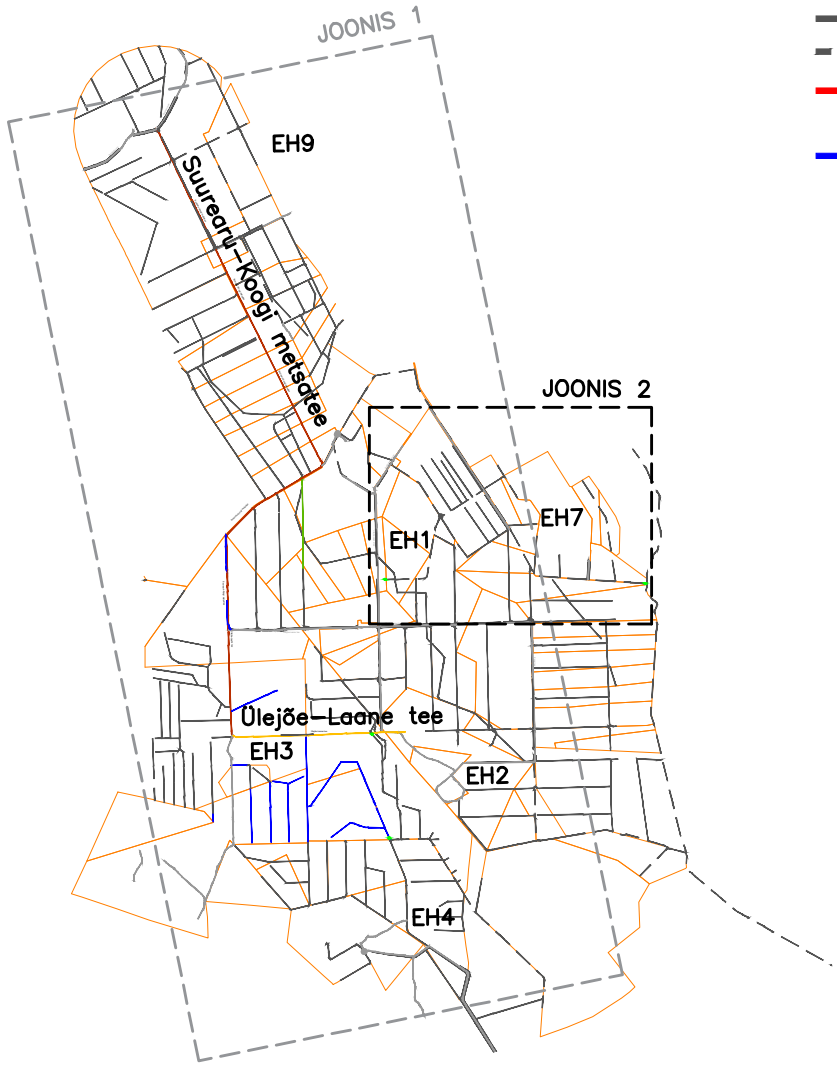 JOONIS 1
EH9
Suurearu-Koogi metsatee
JOONIS 2
EH7
EH1
Ülejõe-Laane tee
EH3
EH2
EH4